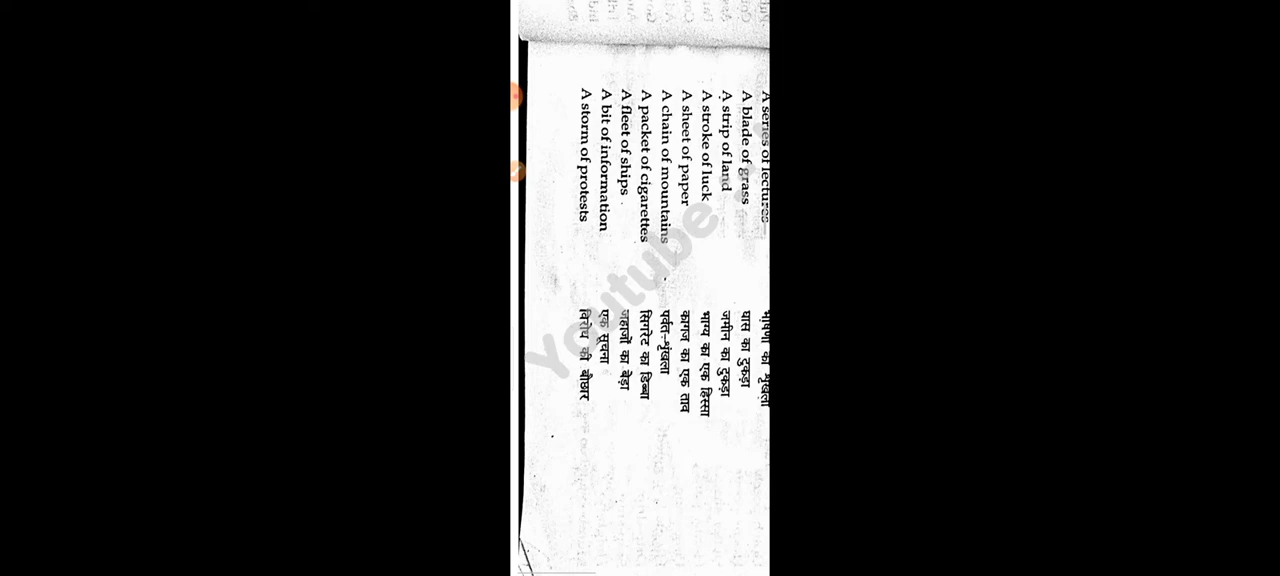 A series of lectures— भाषणों की शृंखला
A blade of grass घास का टुकड़ा
A strip of land जमीन का टुकड़ा
A stroke of luck भाग्य का एक हिस्सा
A sheet of paper कागज का एक ताव
A chain of mountains पर्वत-शृंखला
A packet of cigarettes सिगरेट का डिब्बा
A fleet of ships जहाजों का बेड़ा
A bit of information एक सूचना
A storm of protests विरोध की बौछार
Youtube